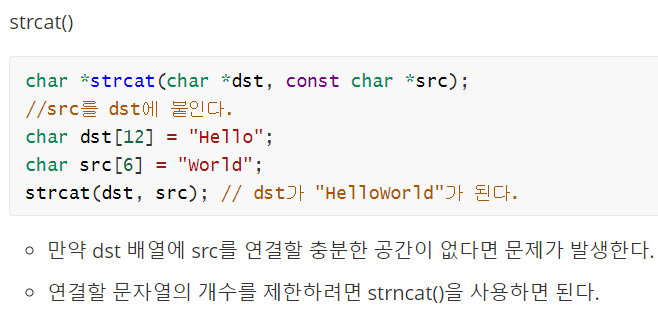 strcat()
char *strcat(char *dst, const char *src);
//src를 dst에 붙인다.
char dst[12] = "Hello";
char src[6] = "World";
strcat(dst, src); // dst가 "HelloWorld"가 된다.
만약 dst 배열에 src를 연결할 충분한 공간이 없다면 문제가 발생한다.
연결할 문자열의 개수를 제한하려면 strncat()을 사용하면 된다.